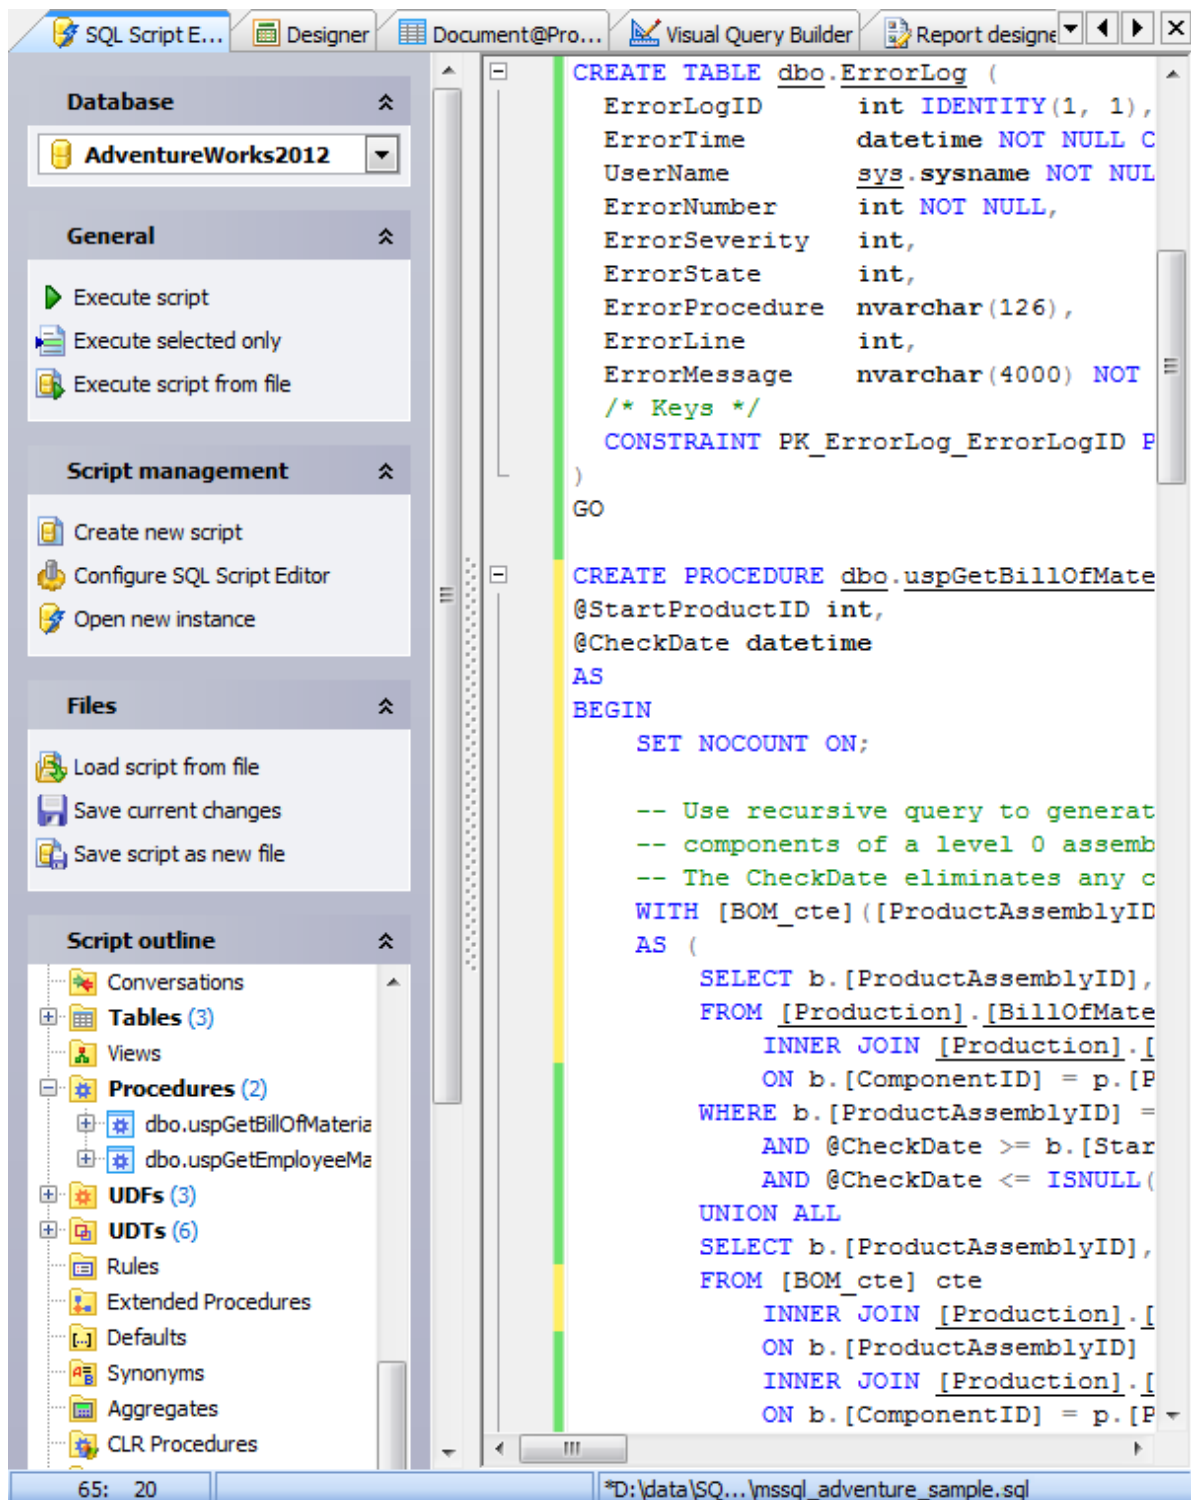 SQL Script E... Designer Document@Pro... Visual Query Builder Report designe
Database
AdventureWorks2012
General
Execute script
Execute selected only
Execute script from file
Script management
Create new script
Configure SQL Script Editor
Open new instance
Files
Load script from file
Save current changes
Save script as new file
Script outline
Conversations
Tables (3)
Views
Procedures (2)
dbo.uspGetBillOfMateria
dbo.uspGetEmployeeMa
UDFs (3)
UDTs (6)
Rules
Extended Procedures
Defaults
Synonyms
Aggregates
CLR Procedures
CREATE TABLE dbo.ErrorLog (
ErrorLogID int IDENTITY(1, 1),
ErrorTime datetime NOT NULL C
UserName sys.sysname NOT NUL
ErrorNumber int NOT NULL,
ErrorSeverity int,
ErrorState int,
ErrorProcedure nvarchar(126),
ErrorLine int,
ErrorMessage nvarchar(4000) NOT
/* Keys */
CONSTRAINT PK_ErrorLog_ErrorLogID P
)
GO
CREATE PROCEDURE dbo.uspGetBillOfMate
@StartProductID int,
@CheckDate datetime
AS
BEGIN
SET NOCOUNT ON;
-- Use recursive query to generat
-- components of a level 0 assemb
-- The CheckDate eliminates any c
WITH [BOM_cte]([ProductAssemblyID
AS (
SELECT b.[ProductAssemblyID],
FROM [Production].[BillOfMate
INNER JOIN [Production].[
ON b.[ComponentID] = p.[P
WHERE b.[ProductAssemblyID] =
AND @CheckDate >= b.[Star
AND @CheckDate <= ISNULL(
UNION ALL
SELECT b.[ProductAssemblyID],
FROM [BOM_cte] cte
INNER JOIN [Production].[
ON b.[ProductAssemblyID]
INNER JOIN [Production].[
ON b.[ComponentID] = p.[P
65: 20
*D:\data\SQ...\mssql_adventure_sample.sql